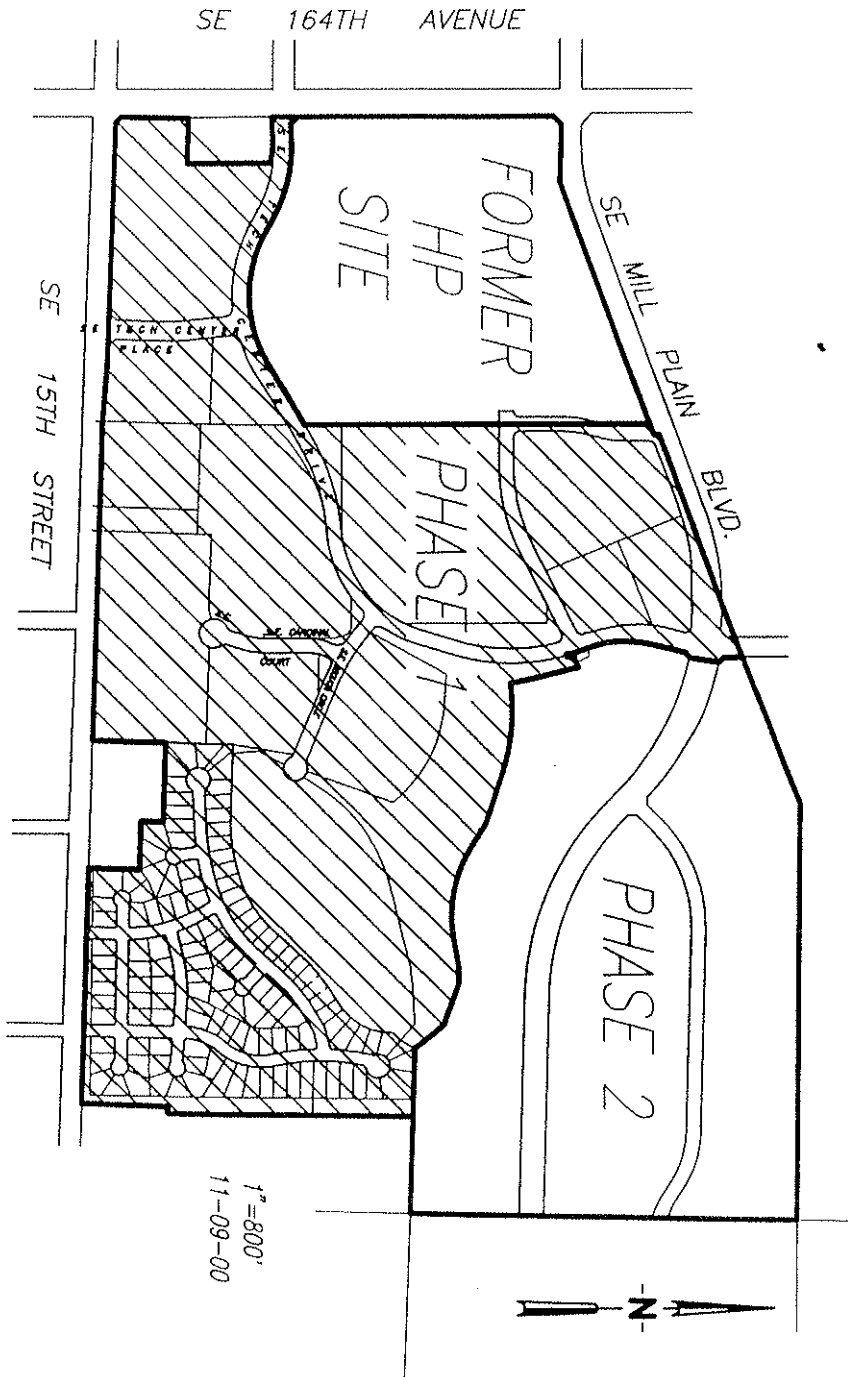 SE 164TH AVENUE
SE MILL PLAIN BLVD.
FORMER
HP
SITE
SE TECH CENTER DRIVE
SE TECH CENTER
PLACE
SE 15TH STREET
PHASE 1
SE CARDINAL
COURT
PHASE 2
1"=800'
11-09-00
N